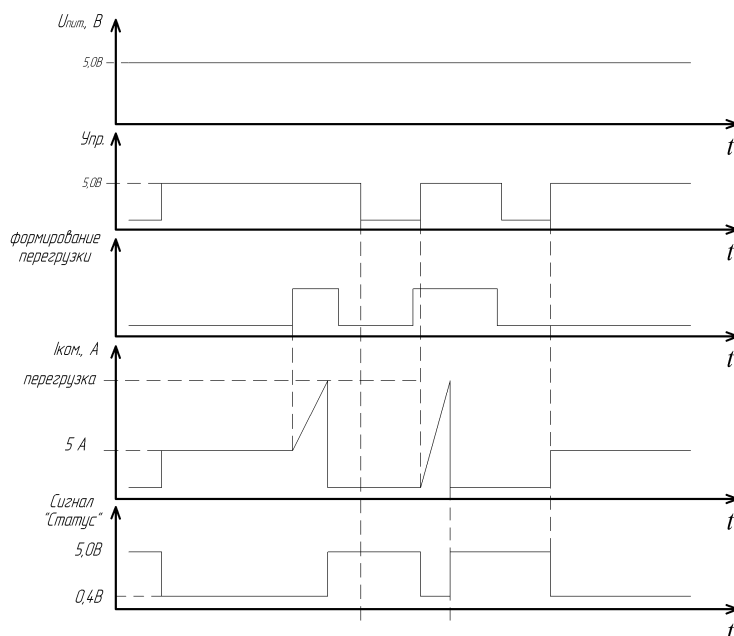 Uпит., В
5,0В
t
Упр.
5,0В
t
формирование
перегрузки
t
Iком., А
перегрузка
5 А
t
Сигнал
"Статус"
5,0В
0,4В
t